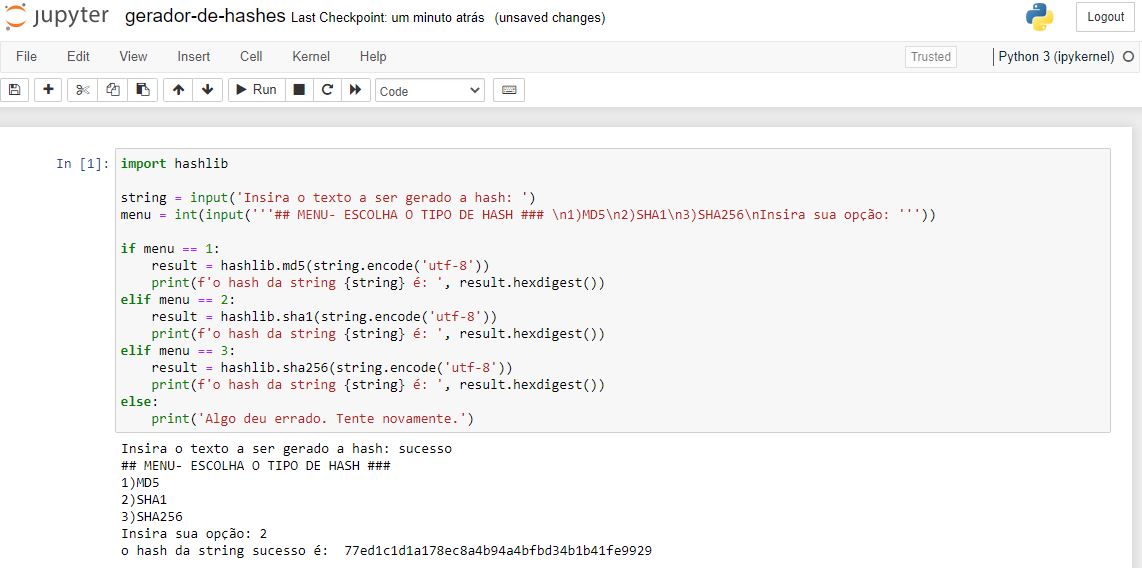 jupyter gerador-de-hashes Last Checkpoint: um minuto atrás (unsaved changes) Logout
File Edit View Insert Cell Kernel Help Trusted Python 3 (ipykernel)
Run Code
In [1]: import hashlib
string = input('Insira o texto a ser gerado a hash: ')
menu = int(input('''## MENU- ESCOLHA O TIPO DE HASH ### \n1)MD5\n2)SHA1\n3)SHA256\nInsira sua opção: '''))
if menu == 1:
    result = hashlib.md5(string.encode('utf-8'))
    print(f'o hash da string {string} é: ', result.hexdigest())
elif menu == 2:
    result = hashlib.sha1(string.encode('utf-8'))
    print(f'o hash da string {string} é: ', result.hexdigest())
elif menu == 3:
    result = hashlib.sha256(string.encode('utf-8'))
    print(f'o hash da string {string} é: ', result.hexdigest())
else:
    print('Algo deu errado. Tente novamente.')
Insira o texto a ser gerado a hash: sucesso
## MENU- ESCOLHA O TIPO DE HASH ###
1)MD5
2)SHA1
3)SHA256
Insira sua opção: 2
o hash da string sucesso é:  77ed1c1d1a178ec8a4b94a4bfbd34b1b41fe9929